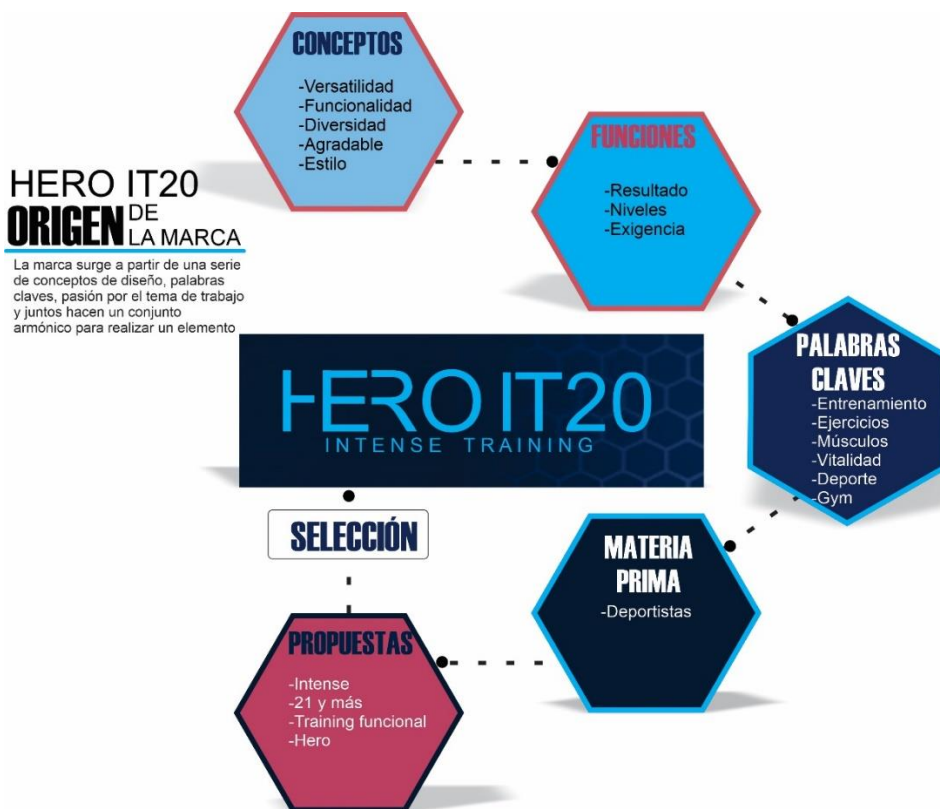 HERO IT20
ORIGEN DE LA MARCA
La marca surge a partir de una serie
de conceptos de diseño, palabras
claves, pasión por el tema de trabajo
y juntos hacen un conjunto
armónico para realizar un elemento
CONCEPTOS
-Versatilidad
-Funcionalidad
-Diversidad
-Agradable
-Estilo
FUNCIONES
-Resultado
-Niveles
-Exigencia
PALABRAS
CLAVES
-Entrenamiento
-Ejercicios
-Músculos
-Vitalidad
-Deporte
-Gym
MATERIA
PRIMA
-Deportistas
PROPUESTAS
-Intense
-21 y más
-Training funcional
-Hero
SELECCIÓN
HERO IT20
INTENSE TRAINING